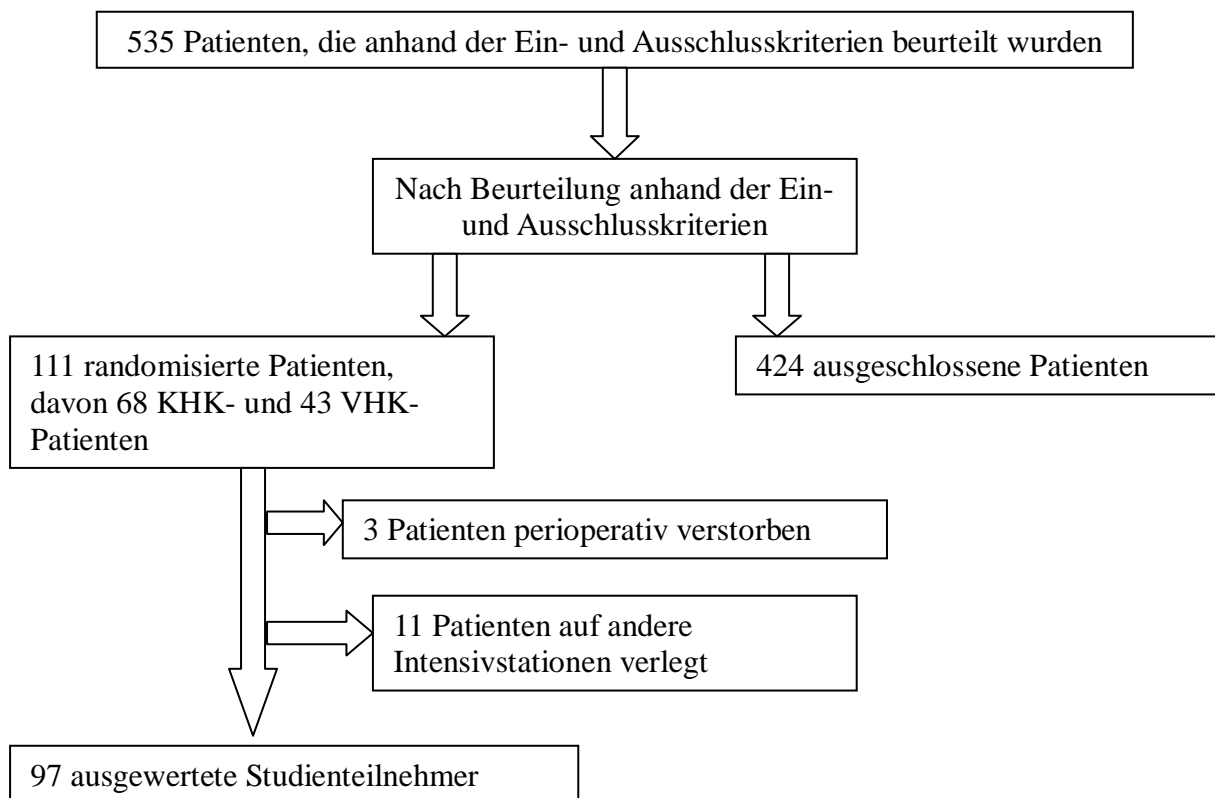 535 Patienten, die anhand der Ein- und Ausschlusskriterien beurteilt wurden
Nach Beurteilung anhand der Ein-
und Ausschlusskriterien
111 randomisierte Patienten,
davon 68 KHK- und 43 VHK-
Patienten
424 ausgeschlossene Patienten
3 Patienten perioperativ verstorben
11 Patienten auf andere
Intensivstationen verlegt
97 ausgewertete Studienteilnehmer